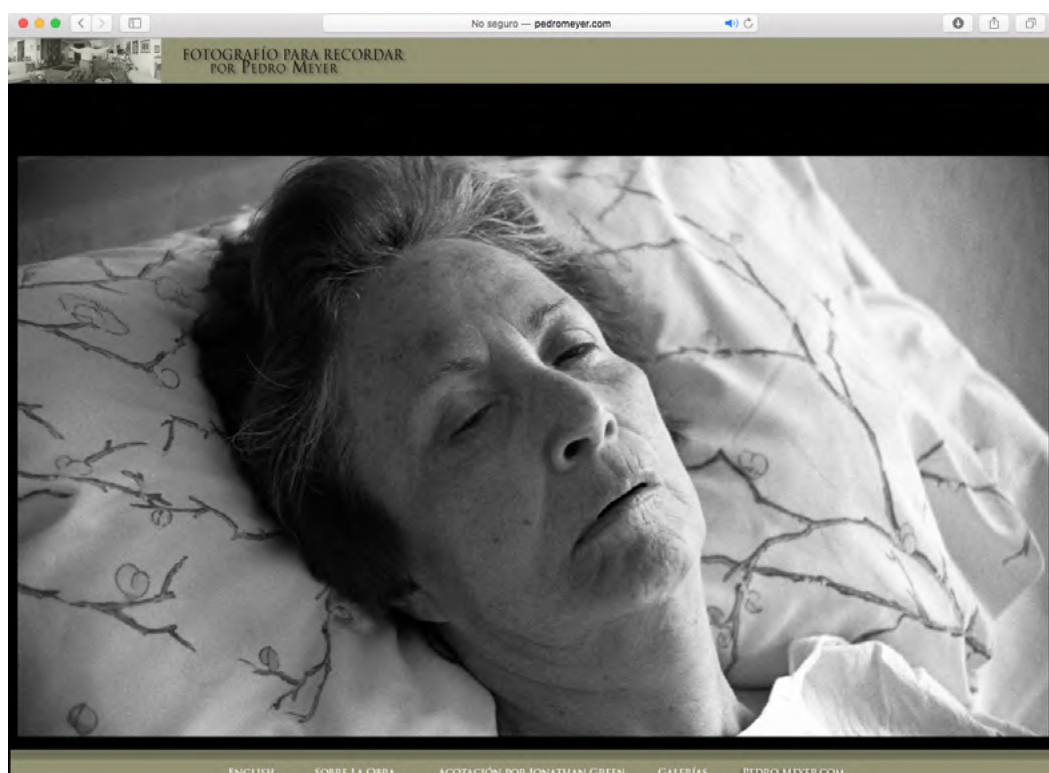 No seguro — pedromeyer.com
FOTOGRAFÍO PARA RECORDAR
POR PEDRO MEYER
ENGLISH SOBRE LA OBRA ACOTACIÓN POR JONATHAN GREEN GALERÍAS PEDRO MEYER.COM